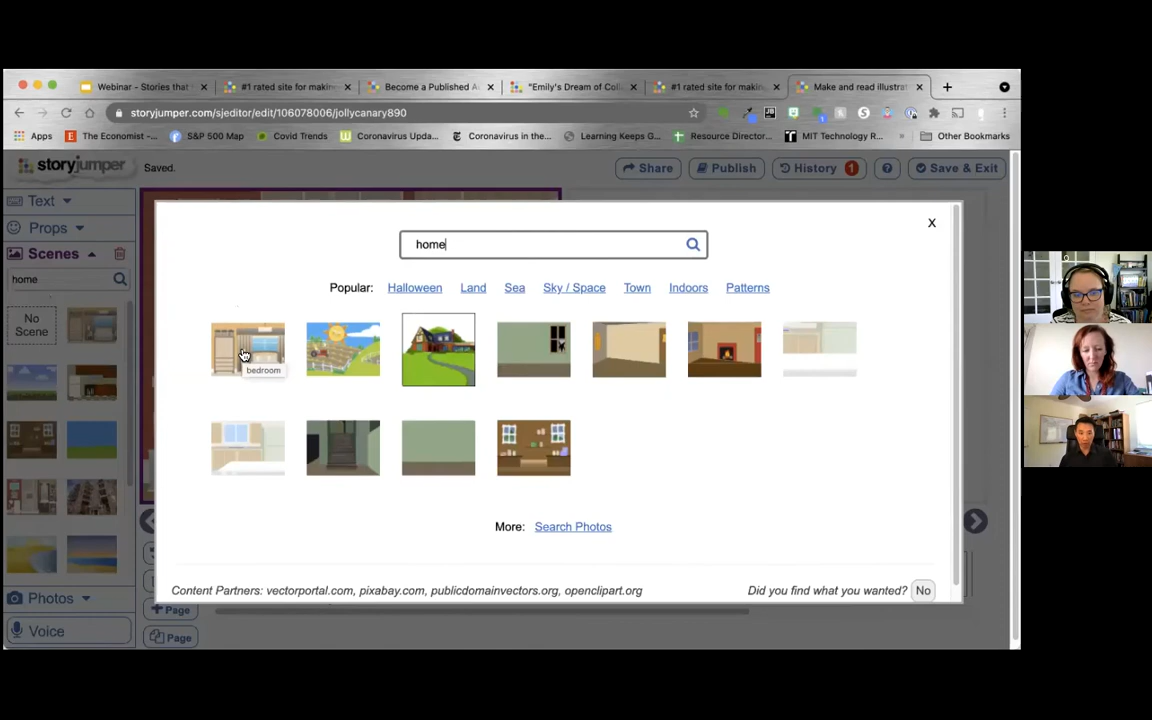 Webinar - Stories that
#1 rated site for makin
Become a Published A
"Emily's Dream of Coll
#1 rated site for makin
Make and read illustrat
storyjumper.com/sjeditor/edit/106078006/jollycanary890
Apps
The Economist -...
S&P 500 Map
Covid Trends
Coronavirus Upda...
Coronavirus in the...
Learning Keeps G...
Resource Director...
MIT Technology R...
Other Bookmarks
storyjumper
Saved.
Share
Publish
History 1
?
Save & Exit
Text
Props
Scenes
home
No
Scene
Photos
Voice
X
home
Popular: Halloween Land Sea Sky / Space Town Indoors Patterns
bedroom
More: Search Photos
Content Partners: vectorportal.com, pixabay.com, publicdomainvectors.org, openclipart.org
Did you find what you wanted? No
+Page
Page